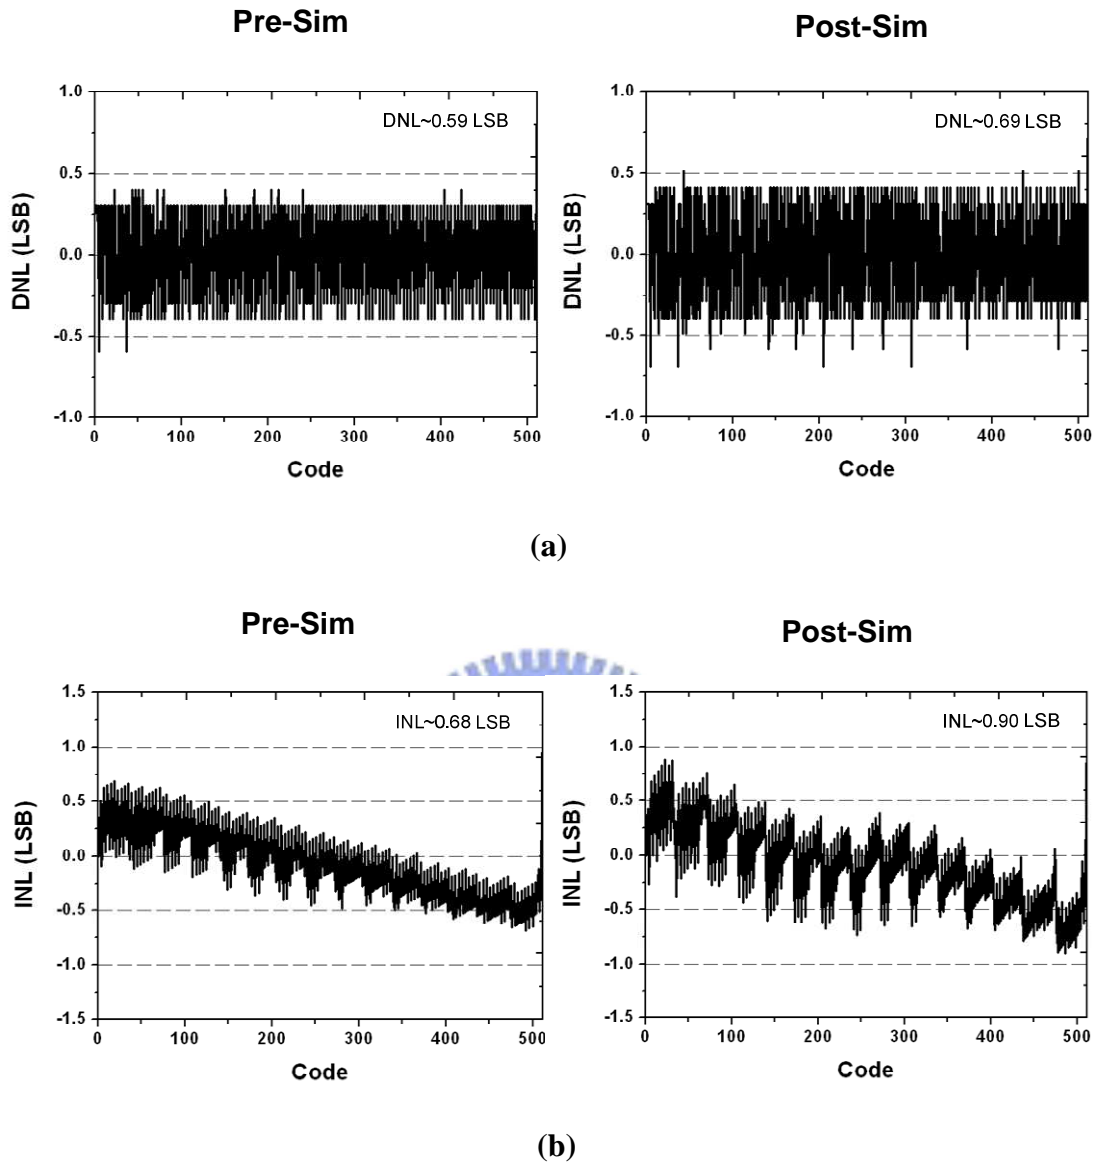 Pre-Sim
Post-Sim
1.0
0.5
0.0
-0.5
-1.0
DNL (LSB)
DNL~0.59 LSB
0 100 200 300 400 500
Code
1.0
0.5
0.0
-0.5
-1.0
DNL (LSB)
DNL~0.69 LSB
0 100 200 300 400 500
Code
(a)
Pre-Sim
Post-Sim
1.5
1.0
0.5
0.0
-0.5
-1.0
-1.5
INL (LSB)
INL~0.68 LSB
0 100 200 300 400 500
Code
1.5
1.0
0.5
0.0
-0.5
-1.0
-1.5
INL (LSB)
INL~0.90 LSB
0 100 200 300 400 500
Code
(b)